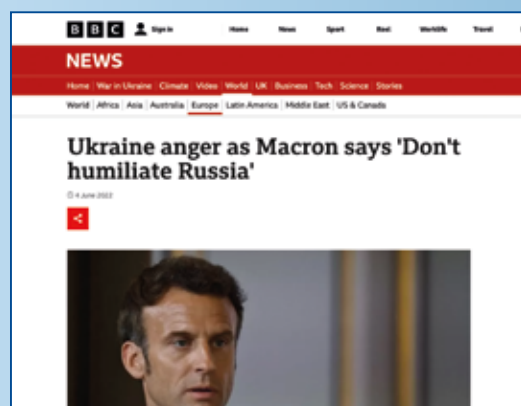 BBC Sign in Home News Sport Reel Worklife Travel
NEWS
Home War in Ukraine Climate Video World UK Business Tech Science Stories
World Africa Asia Australia Europe Latin America Middle East US & Canada
Ukraine anger as Macron says 'Don't
humiliate Russia'
4 June 2022